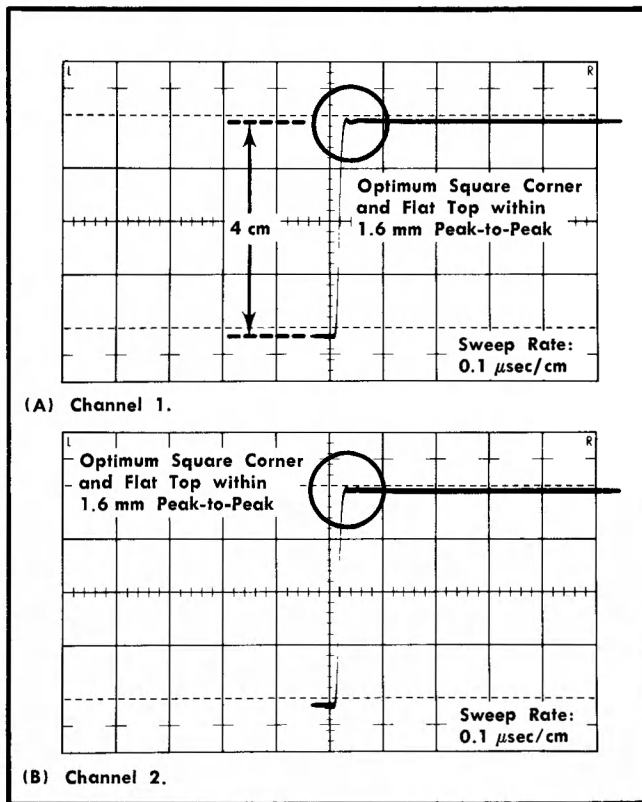 L R
Optimum Square Corner
and Flat Top within
1.6 mm Peak-to-Peak
4 cm
Sweep Rate:
0.1 μsec/cm
(A) Channel 1.
L R
Optimum Square Corner
and Flat Top within
1.6 mm Peak-to-Peak
Sweep Rate:
0.1 μsec/cm
(B) Channel 2.